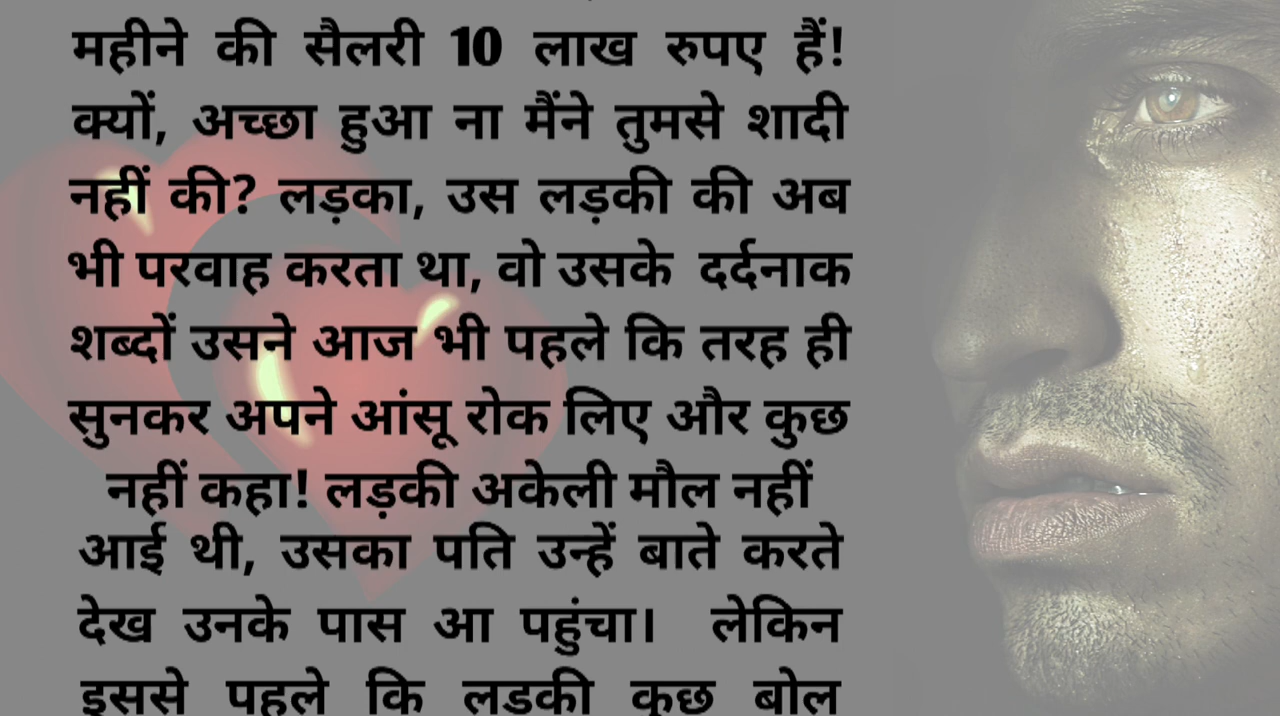 महीने की सैलरी 10 लाख रुपए हैं!
क्यों, अच्छा हुआ ना मैंने तुमसे शादी
नहीं की? लड़का, उस लड़की की अब
भी परवाह करता था, वो उसके दर्दनाक
शब्दों उसने आज भी पहले कि तरह ही
सुनकर अपने आंसू रोक लिए और कुछ
नहीं कहा! लड़की अकेली मौल नहीं
आई थी, उसका पति उन्हें बाते करते
देख उनके पास आ पहुंचा। लेकिन
इससे पहले कि लड़की कुछ बोल